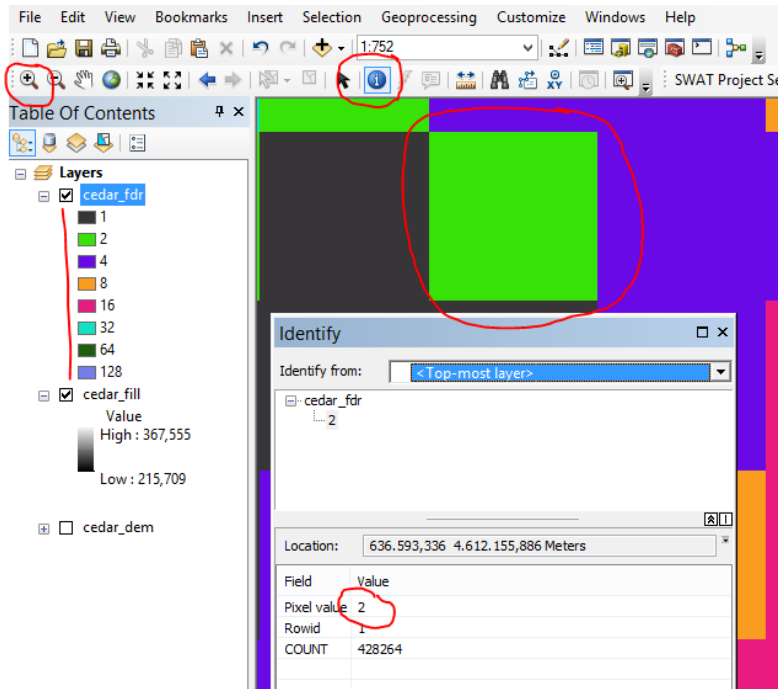 File Edit View Bookmarks Insert Selection Geoprocessing Customize Windows Help
1:752
SWAT Project Se
Table Of Contents
Layers
cedar_fdr
1
2
4
8
16
32
64
128
cedar_fill
Value
High : 367,555
Low : 215,709
cedar_dem
Identify
Identify from: <Top-most layer>
cedar_fdr
2
Location: 636.593,336 4.612.155,886 Meters
Field Value
Pixel value 2
Rowid 1
COUNT 428264